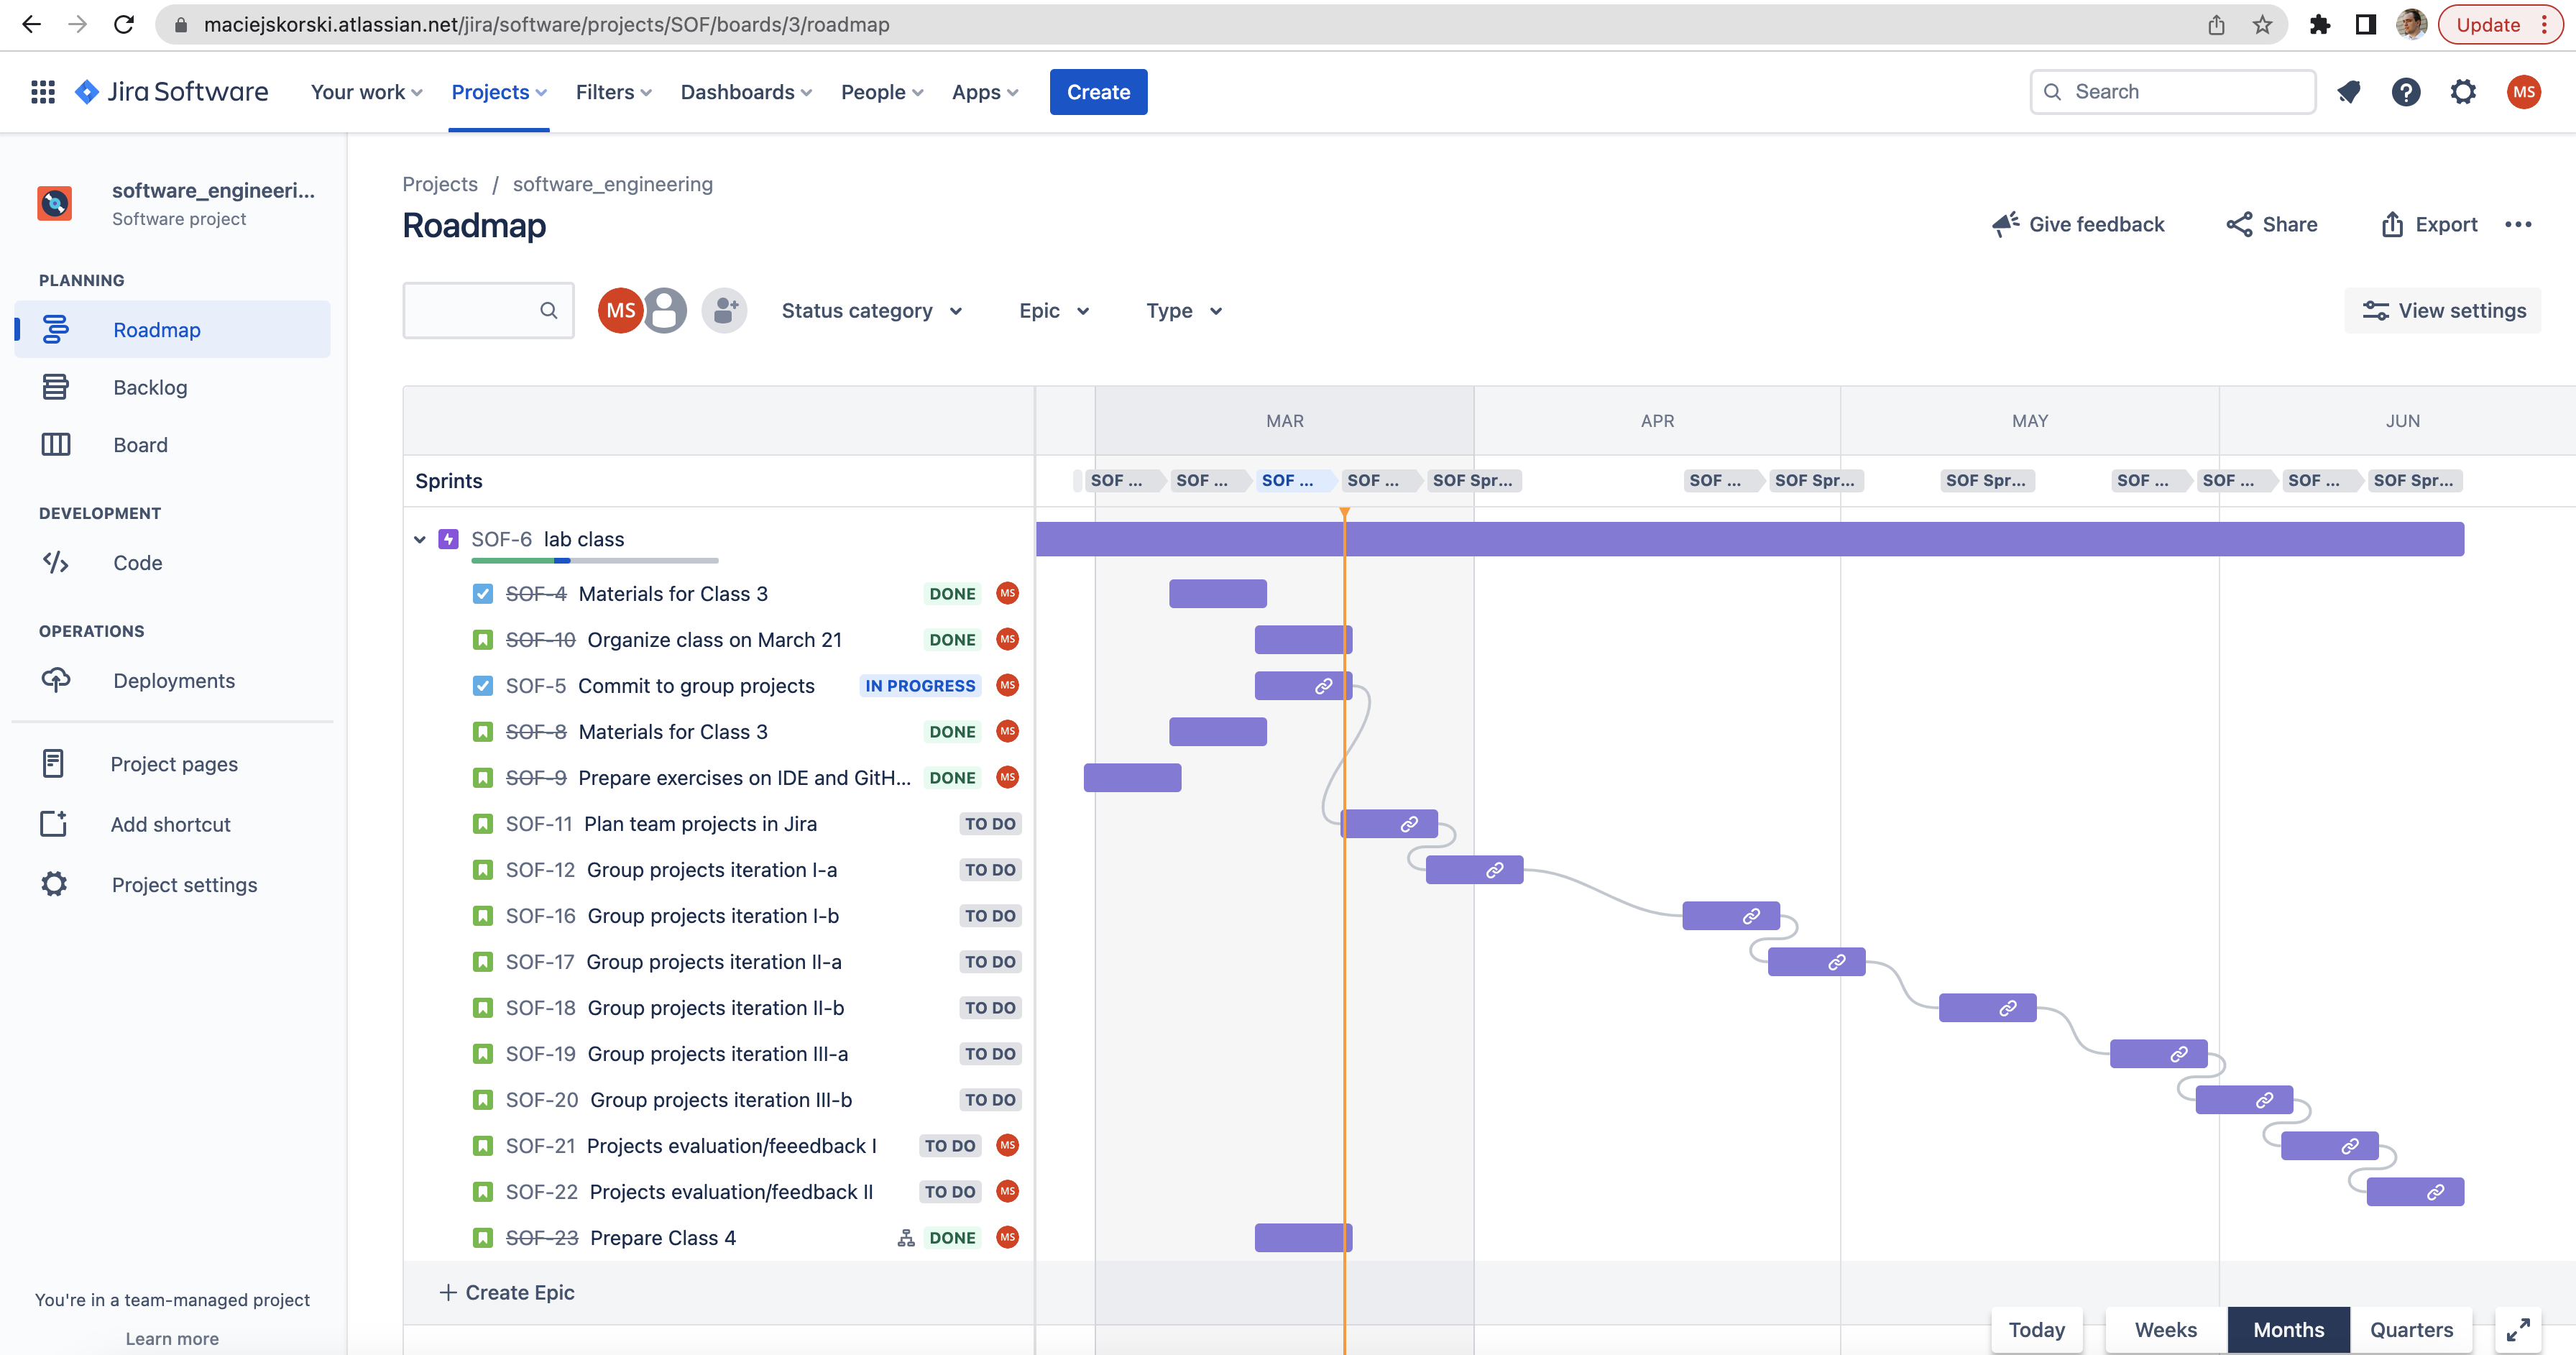 maciejskorski.atlassian.net/jira/software/projects/SOF/boards/3/roadmap
Update
Jira Software
Your work
Projects
Filters
Dashboards
People
Apps
Create
Search
MS
software_engineeri...
Software project
PLANNING
Roadmap
Backlog
Board
DEVELOPMENT
Code
OPERATIONS
Deployments
Project pages
Add shortcut
Project settings
You're in a team-managed project
Learn more
Projects / software_engineering
Roadmap
Give feedback
Share
Export
MS
Status category
Epic
Type
View settings
MAR APR MAY JUN
Sprints
SOF ... SOF ... SOF ... SOF ... SOF Spr... SOF ... SOF Spr... SOF Spr... SOF ... SOF ... SOF ... SOF Spr...
SOF-6 lab class
SOF-4 Materials for Class 3 DONE MS
SOF-10 Organize class on March 21 DONE MS
SOF-5 Commit to group projects IN PROGRESS MS
SOF-8 Materials for Class 3 DONE MS
SOF-9 Prepare exercises on IDE and GitH... DONE MS
SOF-11 Plan team projects in Jira TO DO
SOF-12 Group projects iteration I-a TO DO
SOF-16 Group projects iteration I-b TO DO
SOF-17 Group projects iteration II-a TO DO
SOF-18 Group projects iteration II-b TO DO
SOF-19 Group projects iteration III-a TO DO
SOF-20 Group projects iteration III-b TO DO
SOF-21 Projects evaluation/feeedback I TO DO MS
SOF-22 Projects evaluation/feedback II TO DO MS
SOF-23 Prepare Class 4 DONE MS
+ Create Epic
Today
Weeks
Months
Quarters